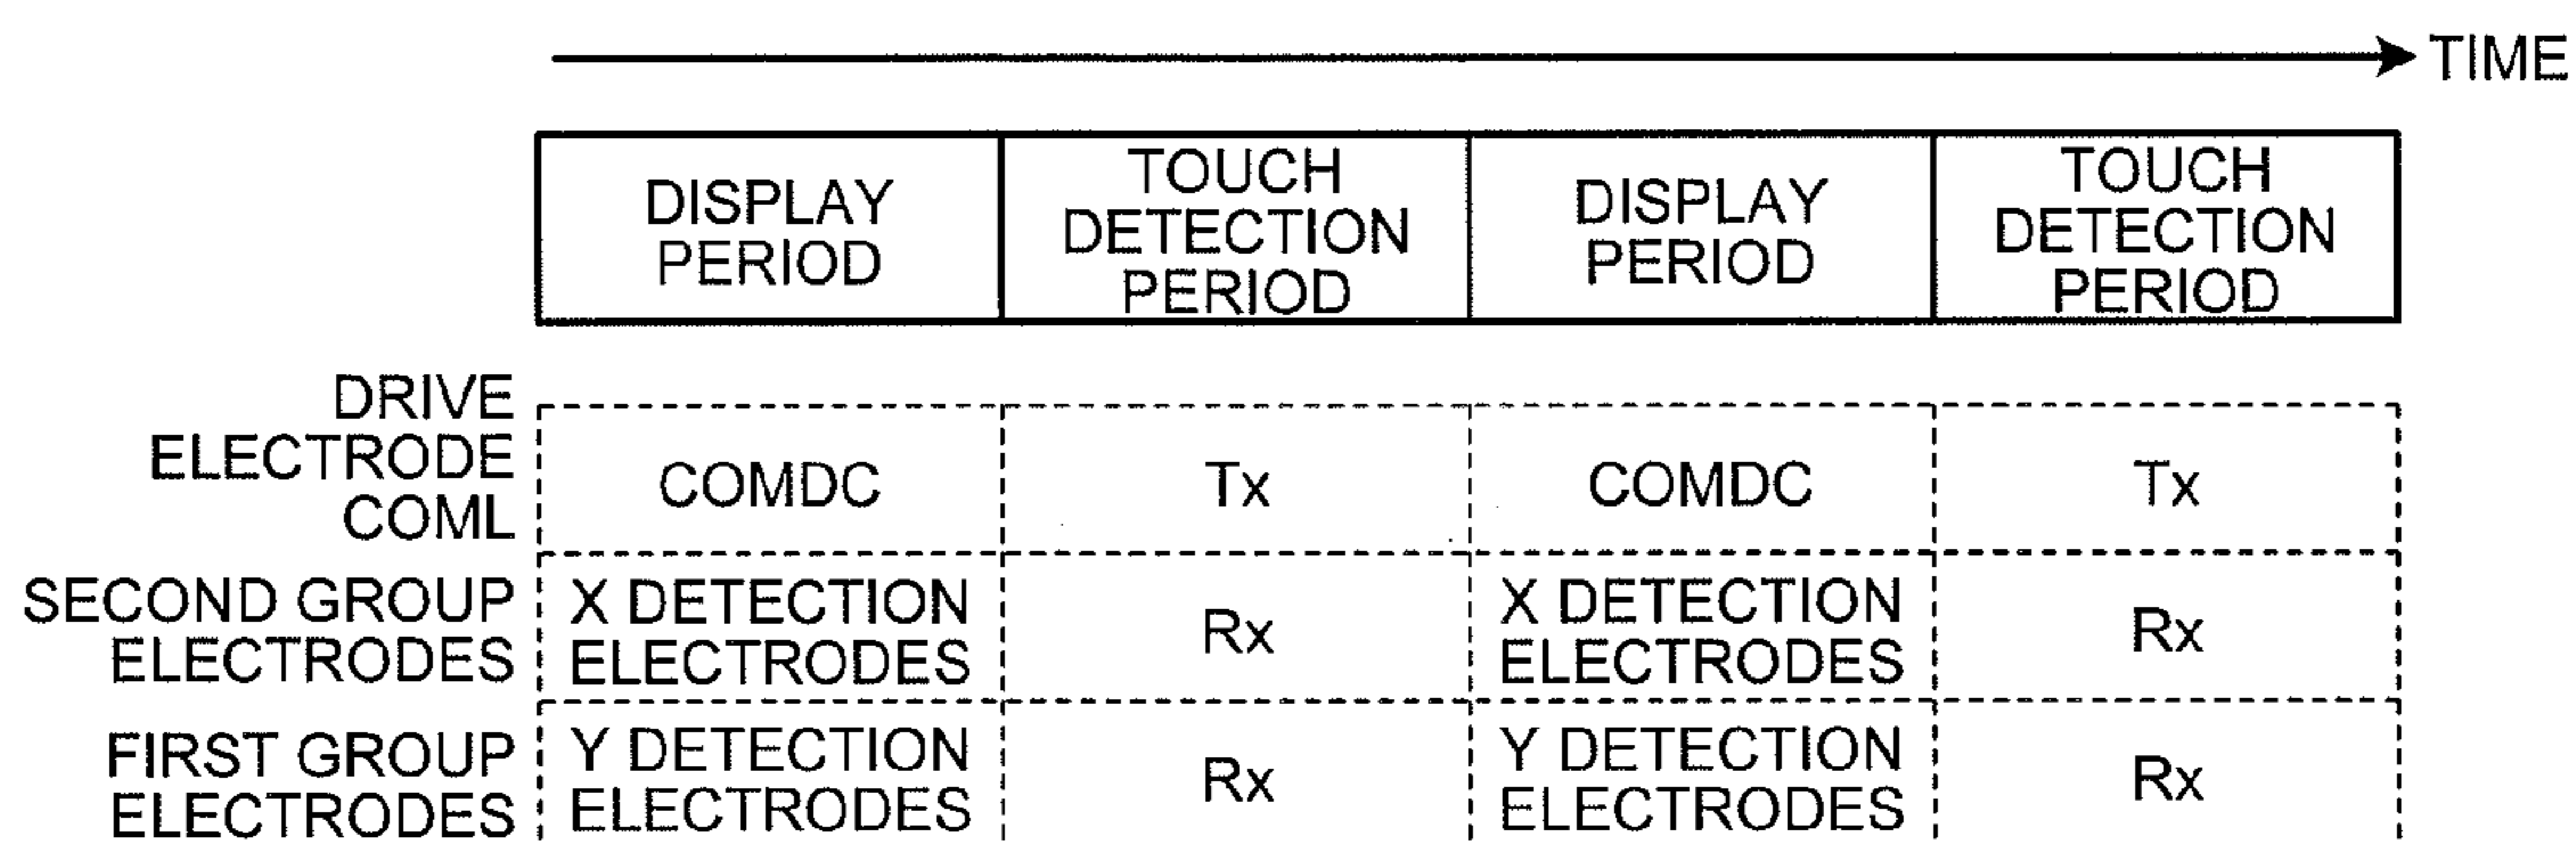 TIME
DISPLAY
PERIOD
TOUCH
DETECTION
PERIOD
DISPLAY
PERIOD
TOUCH
DETECTION
PERIOD
DRIVE
ELECTRODE
COML
COMDC
Tx
COMDC
Tx
SECOND GROUP
ELECTRODES
X DETECTION
ELECTRODES
Rx
X DETECTION
ELECTRODES
Rx
FIRST GROUP
ELECTRODES
Y DETECTION
ELECTRODES
Rx
Y DETECTION
ELECTRODES
Rx